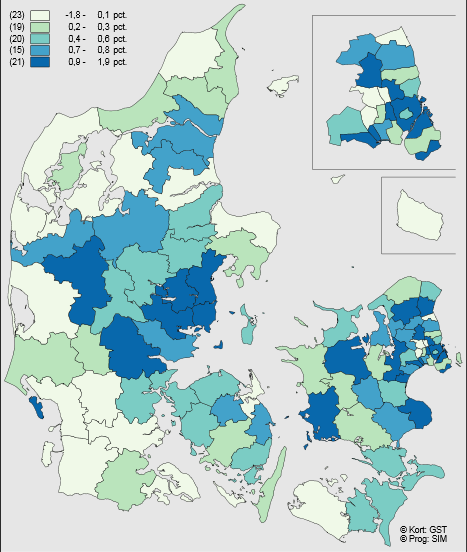 (23) -1,8 - 0,1 pct.
(19) 0,2 - 0,3 pct.
(20) 0,4 - 0,6 pct.
(15) 0,7 - 0,8 pct.
(21) 0,9 - 1,9 pct.
© Kort: GST
© Prog: SIM